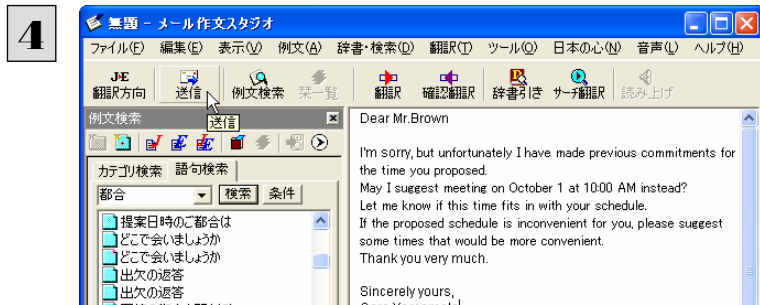 4
無題 - メール作文スタジオ
ファイル(F) 編集(E) 表示(V) 例文(A) 辞書・検索(D) 翻訳(T) ツール(O) 日本の心(N) 音声(L) ヘルプ(H)
J-E
翻訳方向 送信 例文検索 栞一覧 翻訳 確認翻訳 辞書引き サーチ翻訳 読み上げ
送信
例文検索
カテゴリ検索 語句検索
都合 検索 条件
提案日時のご都合は
どこで会いましょうか
どこで会いましょうか
出欠の返答
出欠の返答
Dear Mr.Brown
I'm sorry, but unfortunately I have made previous commitments for
the time you proposed.
May I suggest meeting on October 1 at 10:00 AM instead?
Let me know if this time fits in with your schedule.
If the proposed schedule is inconvenient for you, please suggest
some times that would be more convenient.
Thank you very much.
Sincerely yours,